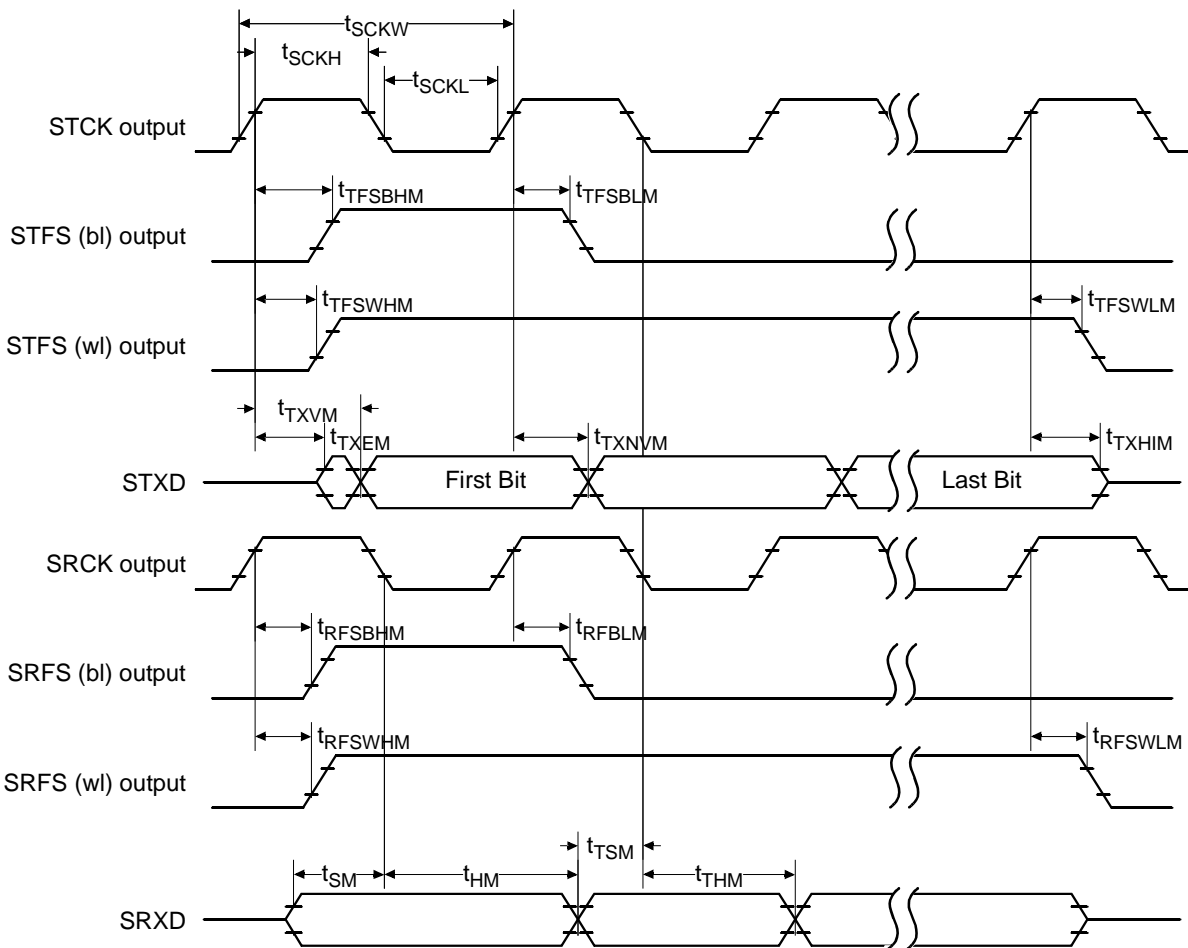 tSCKW
tSCKH
tSCKL
STCK output
tTFSBHM
tTFSBLM
STFS (bl) output
tTFSWHM
tTFSWLM
STFS (wl) output
tTXVM
tTXEM
tTXNVM
tTXHIM
STXD
First Bit
Last Bit
SRCK output
tRFSBHM
tRFBLM
SRFS (bl) output
tRFSWHM
tRFSWLM
SRFS (wl) output
tTSM
tSM
tHM
tTHM
SRXD